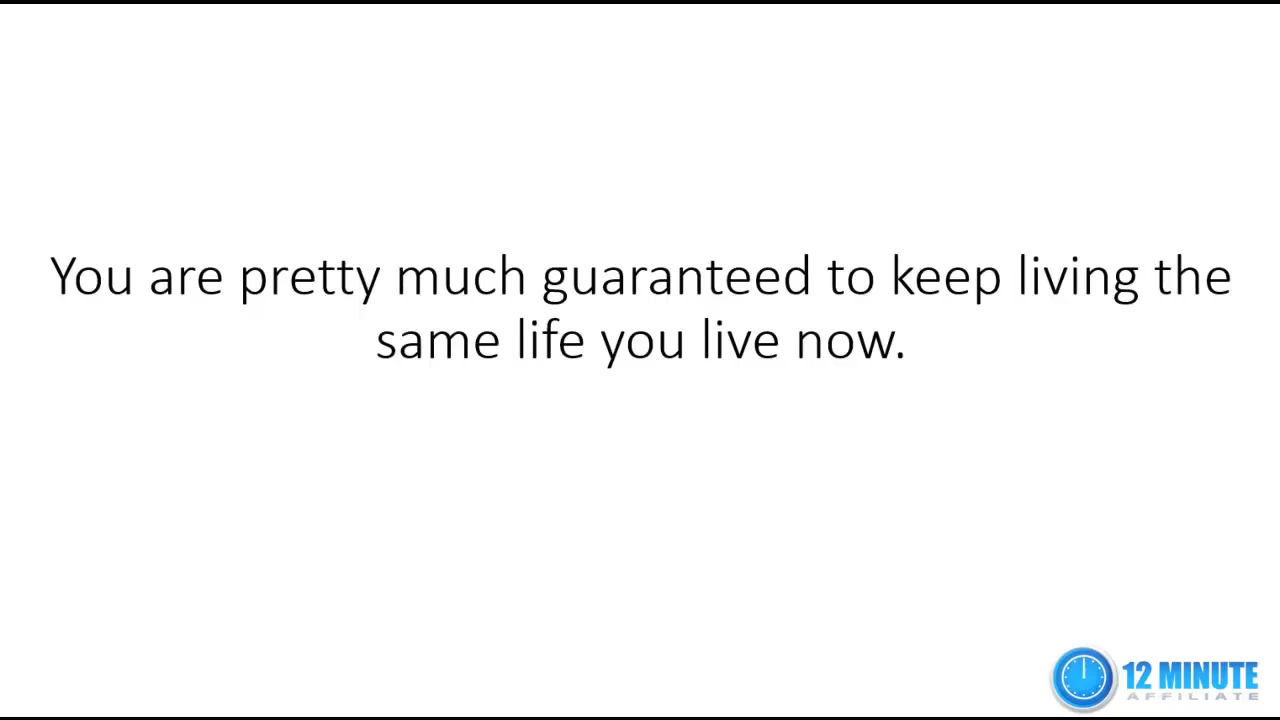 You are pretty much guaranteed to keep living the
same life you live now.
12 MINUTE
AFFILIATE